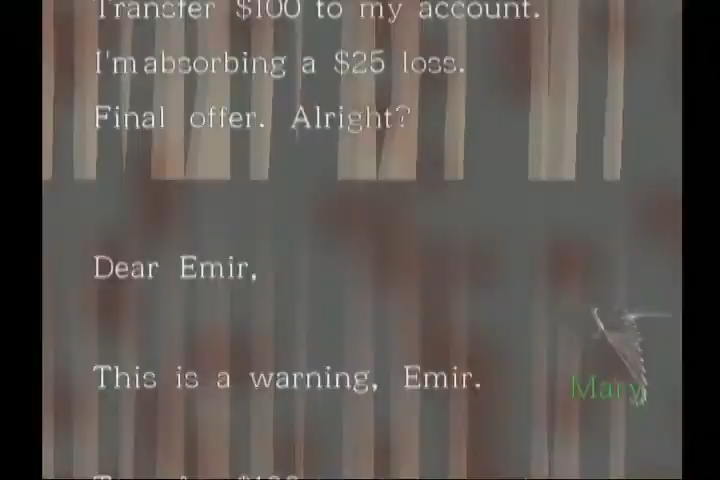 Transfer $100 to my account.
I'm absorbing a $25 loss.
Final offer. Alright?
Dear Emir,
This is a warning, Emir.
Mary